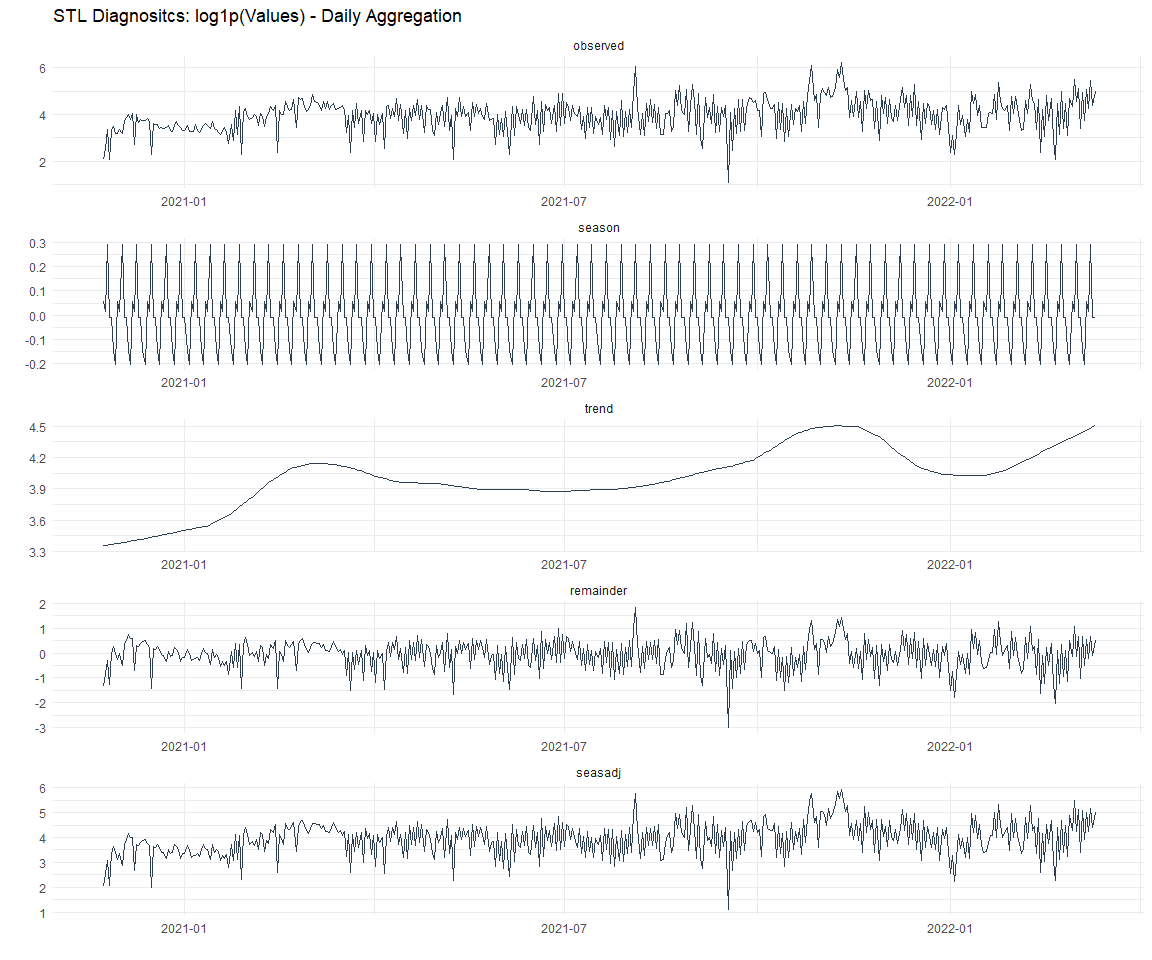 STL Diagnositcs: log1p(Values) - Daily Aggregation
observed
6
4
2
2021-01 2021-07 2022-01
season
0.3
0.2
0.1
0.0
-0.1
-0.2
2021-01 2021-07 2022-01
trend
4.5
4.2
3.9
3.6
3.3
2021-01 2021-07 2022-01
remainder
2
1
0
-1
-2
-3
2021-01 2021-07 2022-01
seasadj
6
5
4
3
2
1
2021-01 2021-07 2022-01